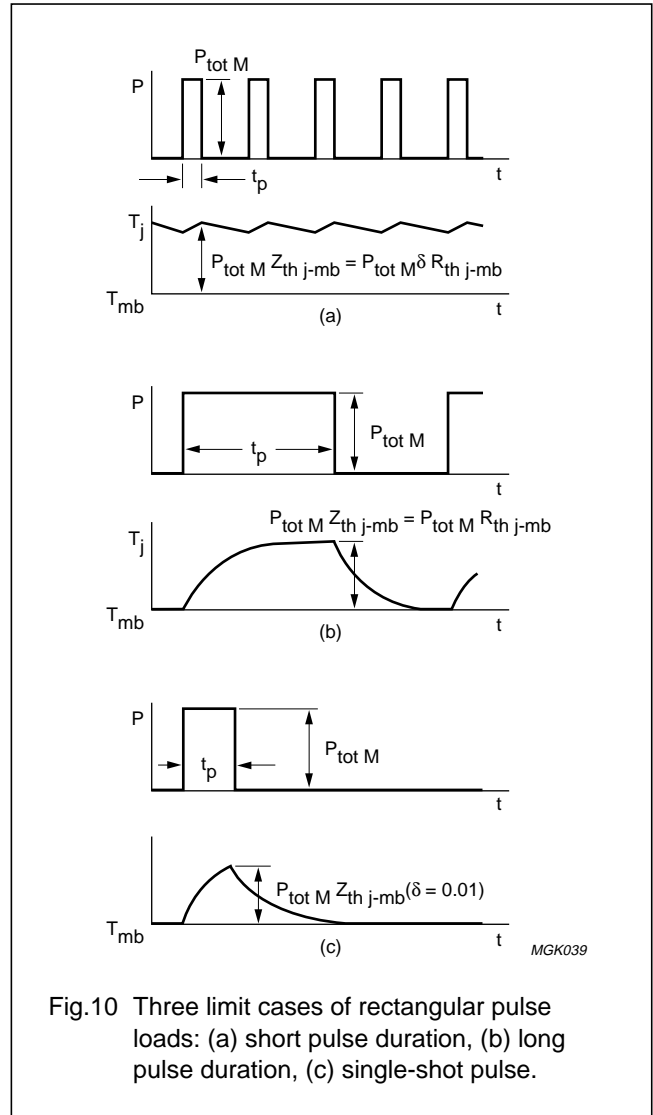 P_tot M
P
t
t_p
T_j
P_tot M Z_th j-mb = P_tot M δ R_th j-mb
T_mb
t
(a)
P
P_tot M
t_p
t
P_tot M Z_th j-mb = P_tot M R_th j-mb
T_j
T_mb
t
(b)
P
P_tot M
t_p
t
P_tot M Z_th j-mb(δ = 0.01)
T_mb
t
(c)
MGK039
Fig.10 Three limit cases of rectangular pulse
loads: (a) short pulse duration, (b) long
pulse duration, (c) single-shot pulse.